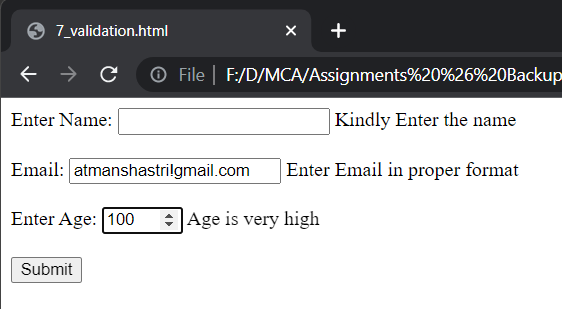 7_validation.html
File | F:/D/MCA/Assignments%20%26%20Backup
Enter Name: Kindly Enter the name
Email: atmanshastri!gmail.com Enter Email in proper format
Enter Age: 100 Age is very high
Submit